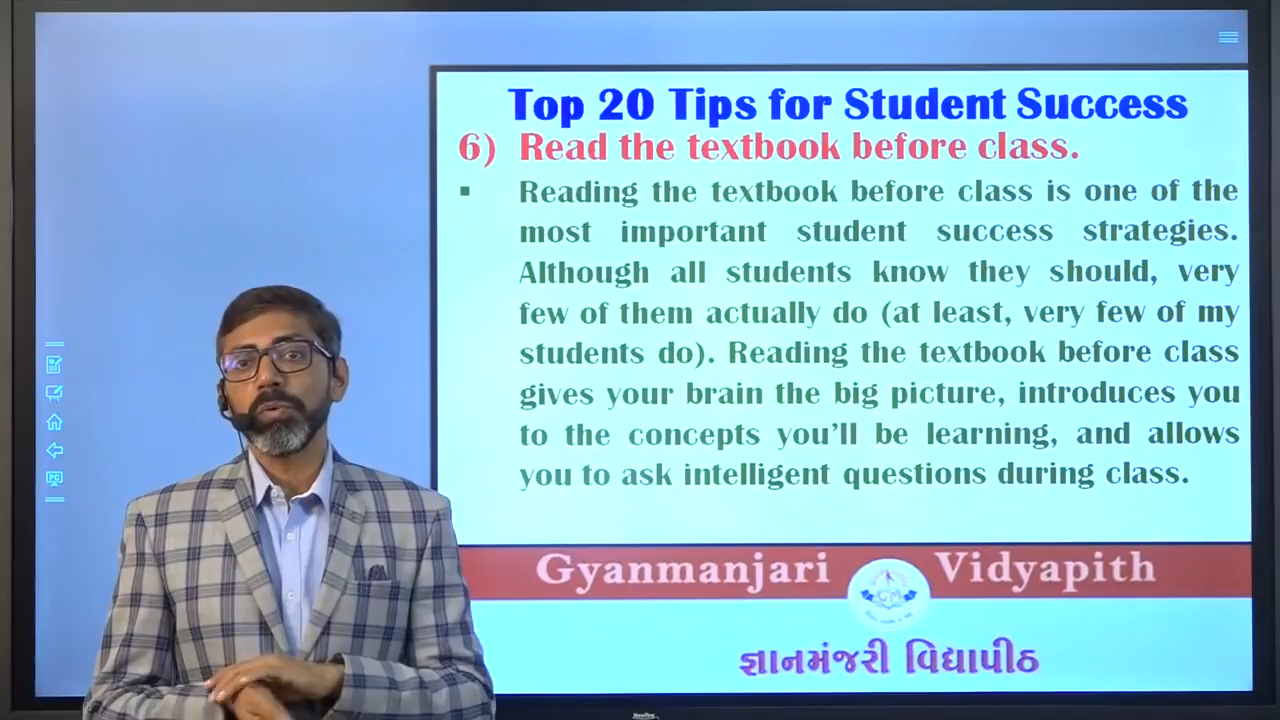 Top 20 Tips for Student Success
6) Read the textbook before class.
▪ Reading the textbook before class is one of the
most important student success strategies.
Although all students know they should, very
few of them actually do (at least, very few of my
students do). Reading the textbook before class
gives your brain the big picture, introduces you
to the concepts you'll be learning, and allows
you to ask intelligent questions during class.
Gyanmanjari Vidyapith
જ્ઞાનમંજરી વિદ્યાપીઠ
PC